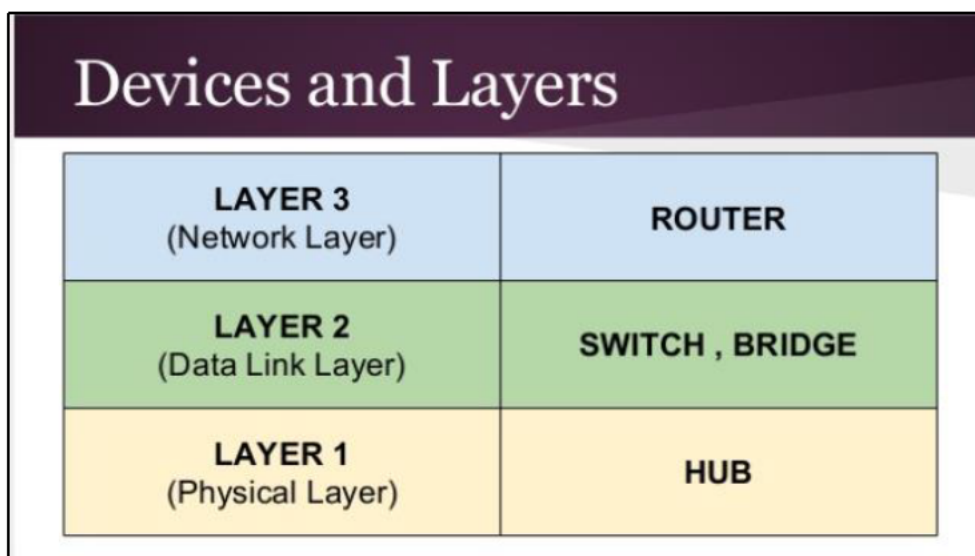 Devices and Layers
LAYER 3
(Network Layer)
ROUTER
LAYER 2
(Data Link Layer)
SWITCH , BRIDGE
LAYER 1
(Physical Layer)
HUB